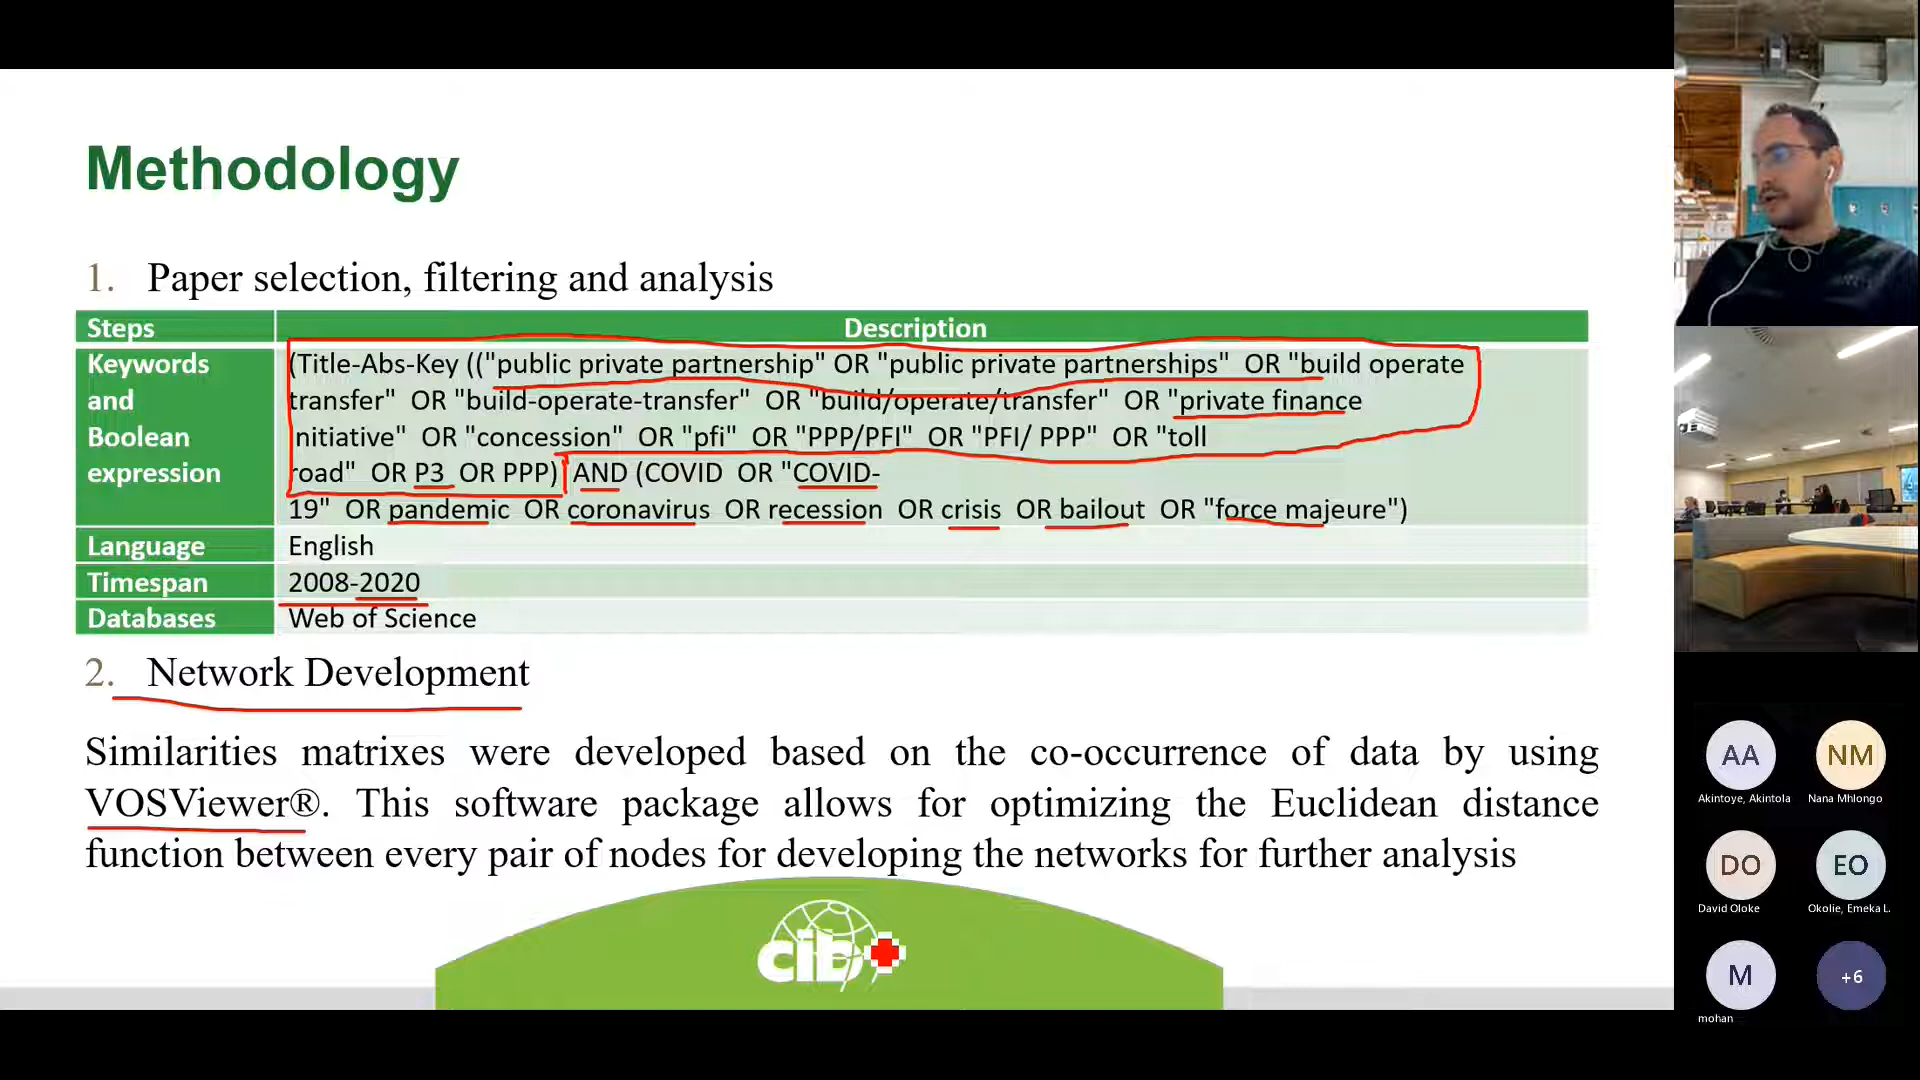 Methodology
1. Paper selection, filtering and analysis
Steps Description
Keywords and Boolean expression
(Title-Abs-Key (("public private partnership" OR "public private partnerships" OR "build operate
transfer" OR "build-operate-transfer" OR "build/operate/transfer" OR "private finance
initiative" OR "concession" OR "pfi" OR "PPP/PFI" OR "PFI/ PPP" OR "toll
road" OR P3 OR PPP) AND (COVID OR "COVID-
19" OR pandemic OR coronavirus OR recession OR crisis OR bailout OR "force majeure")
Language English
Timespan 2008-2020
Databases Web of Science
2. Network Development
Similarities matrixes were developed based on the co-occurrence of data by using
VOSViewer®. This software package allows for optimizing the Euclidean distance
function between every pair of nodes for developing the networks for further analysis
cib
AA NM
Akintoye, Akintola Nana Mhlongo
DO EO
David Oloke Okolie, Emeka L.
M +6
mohan